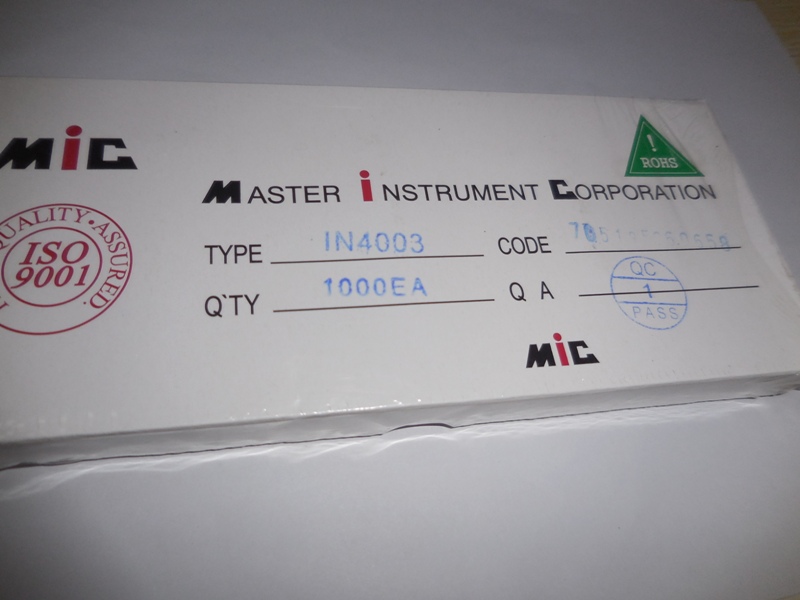 MiC
! ROHS
MASTER iNSTRUMENT CORPORATION
QUALITY · ASSURED.
ISO
9001
TYPE IN4003 CODE
Q'TY 1000EA Q A
QC
1
PASS
MiC